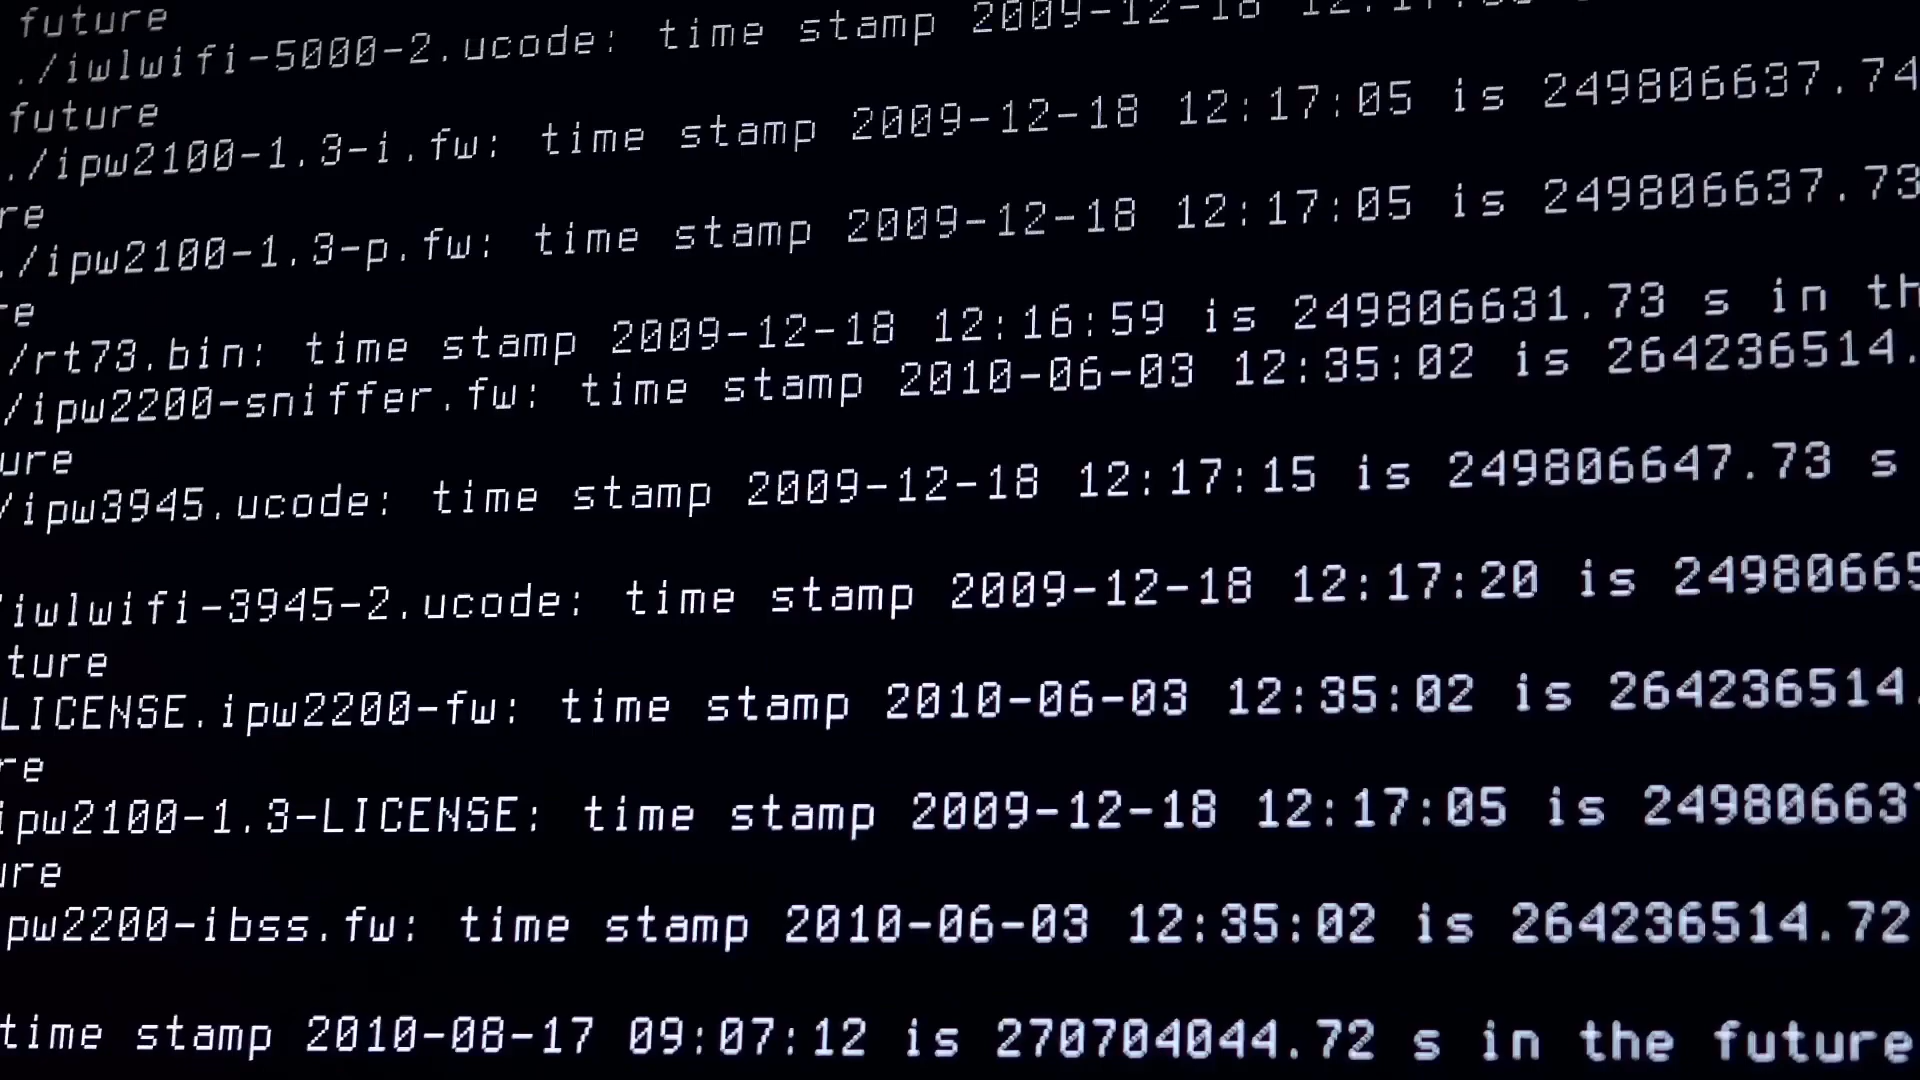 future
./iwlwifi-5000-2.ucode: time stamp 2009-12-18
future
./ipw2100-1.3-i.fw: time stamp 2009-12-18 12:17:05 is 249806637.74
re
./ipw2100-1.3-p.fw: time stamp 2009-12-18 12:17:05 is 249806637.73
re
/rt73.bin: time stamp 2009-12-18 12:16:59 is 249806631.73 s in th
/ipw2200-sniffer.fw: time stamp 2010-06-03 12:35:02 is 264236514.
ure
/ipw3945.ucode: time stamp 2009-12-18 12:17:15 is 249806647.73 s
/iwlwifi-3945-2.ucode: time stamp 2009-12-18 12:17:20 is 24980665
ture
LICENSE.ipw2200-fw: time stamp 2010-06-03 12:35:02 is 264236514.
re
ipw2100-1.3-LICENSE: time stamp 2009-12-18 12:17:05 is 249806637
ure
pw2200-ibss.fw: time stamp 2010-06-03 12:35:02 is 264236514.72
time stamp 2010-08-17 09:07:12 is 270704044.72 s in the future